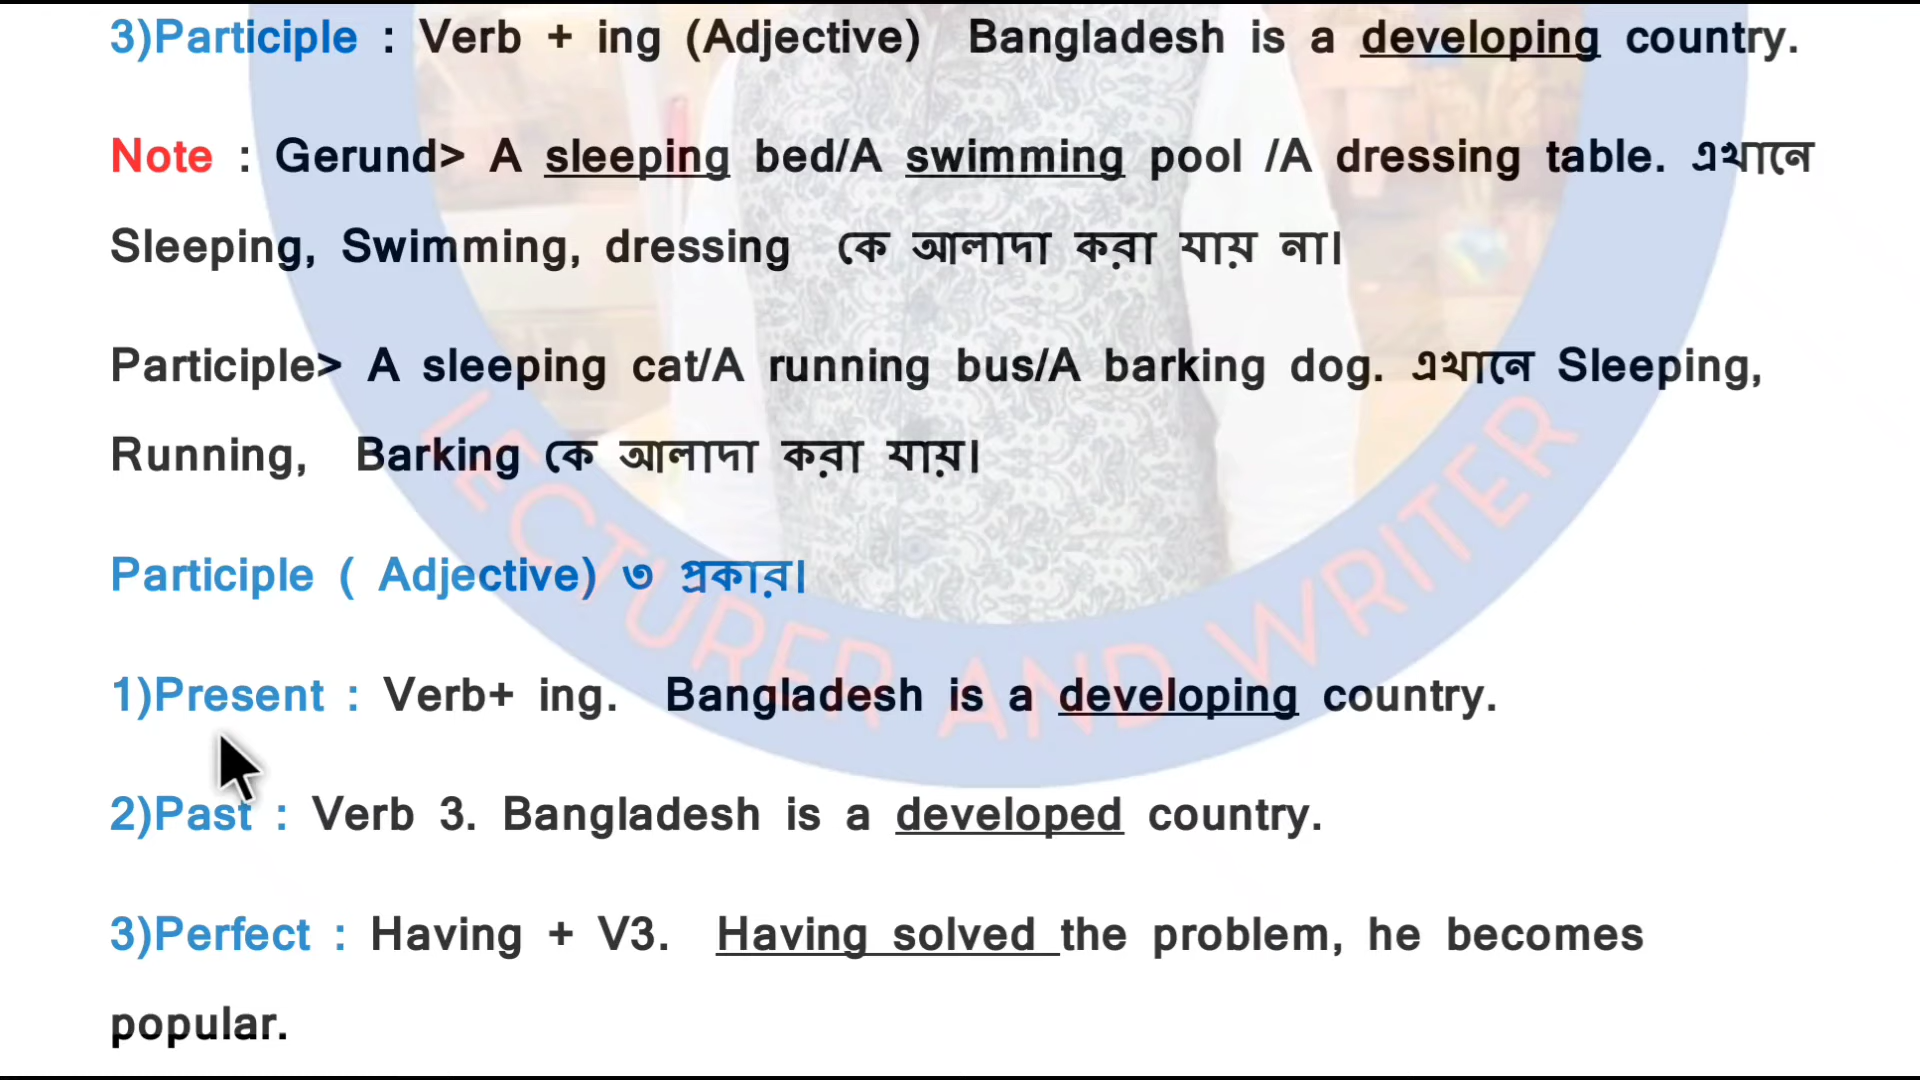 3)Participle : Verb + ing (Adjective) Bangladesh is a developing country.
Note : Gerund> A sleeping bed/A swimming pool /A dressing table. এখানে
Sleeping, Swimming, dressing কে আলাদা করা যায় না।
Participle> A sleeping cat/A running bus/A barking dog. এখানে Sleeping,
Running, Barking কে আলাদা করা যায়।
Participle ( Adjective) ৩ প্রকার।
1)Present : Verb+ ing. Bangladesh is a developing country.
2)Past : Verb 3. Bangladesh is a developed country.
3)Perfect : Having + V3. Having solved the problem, he becomes
popular.
LECTURER AND WRITER